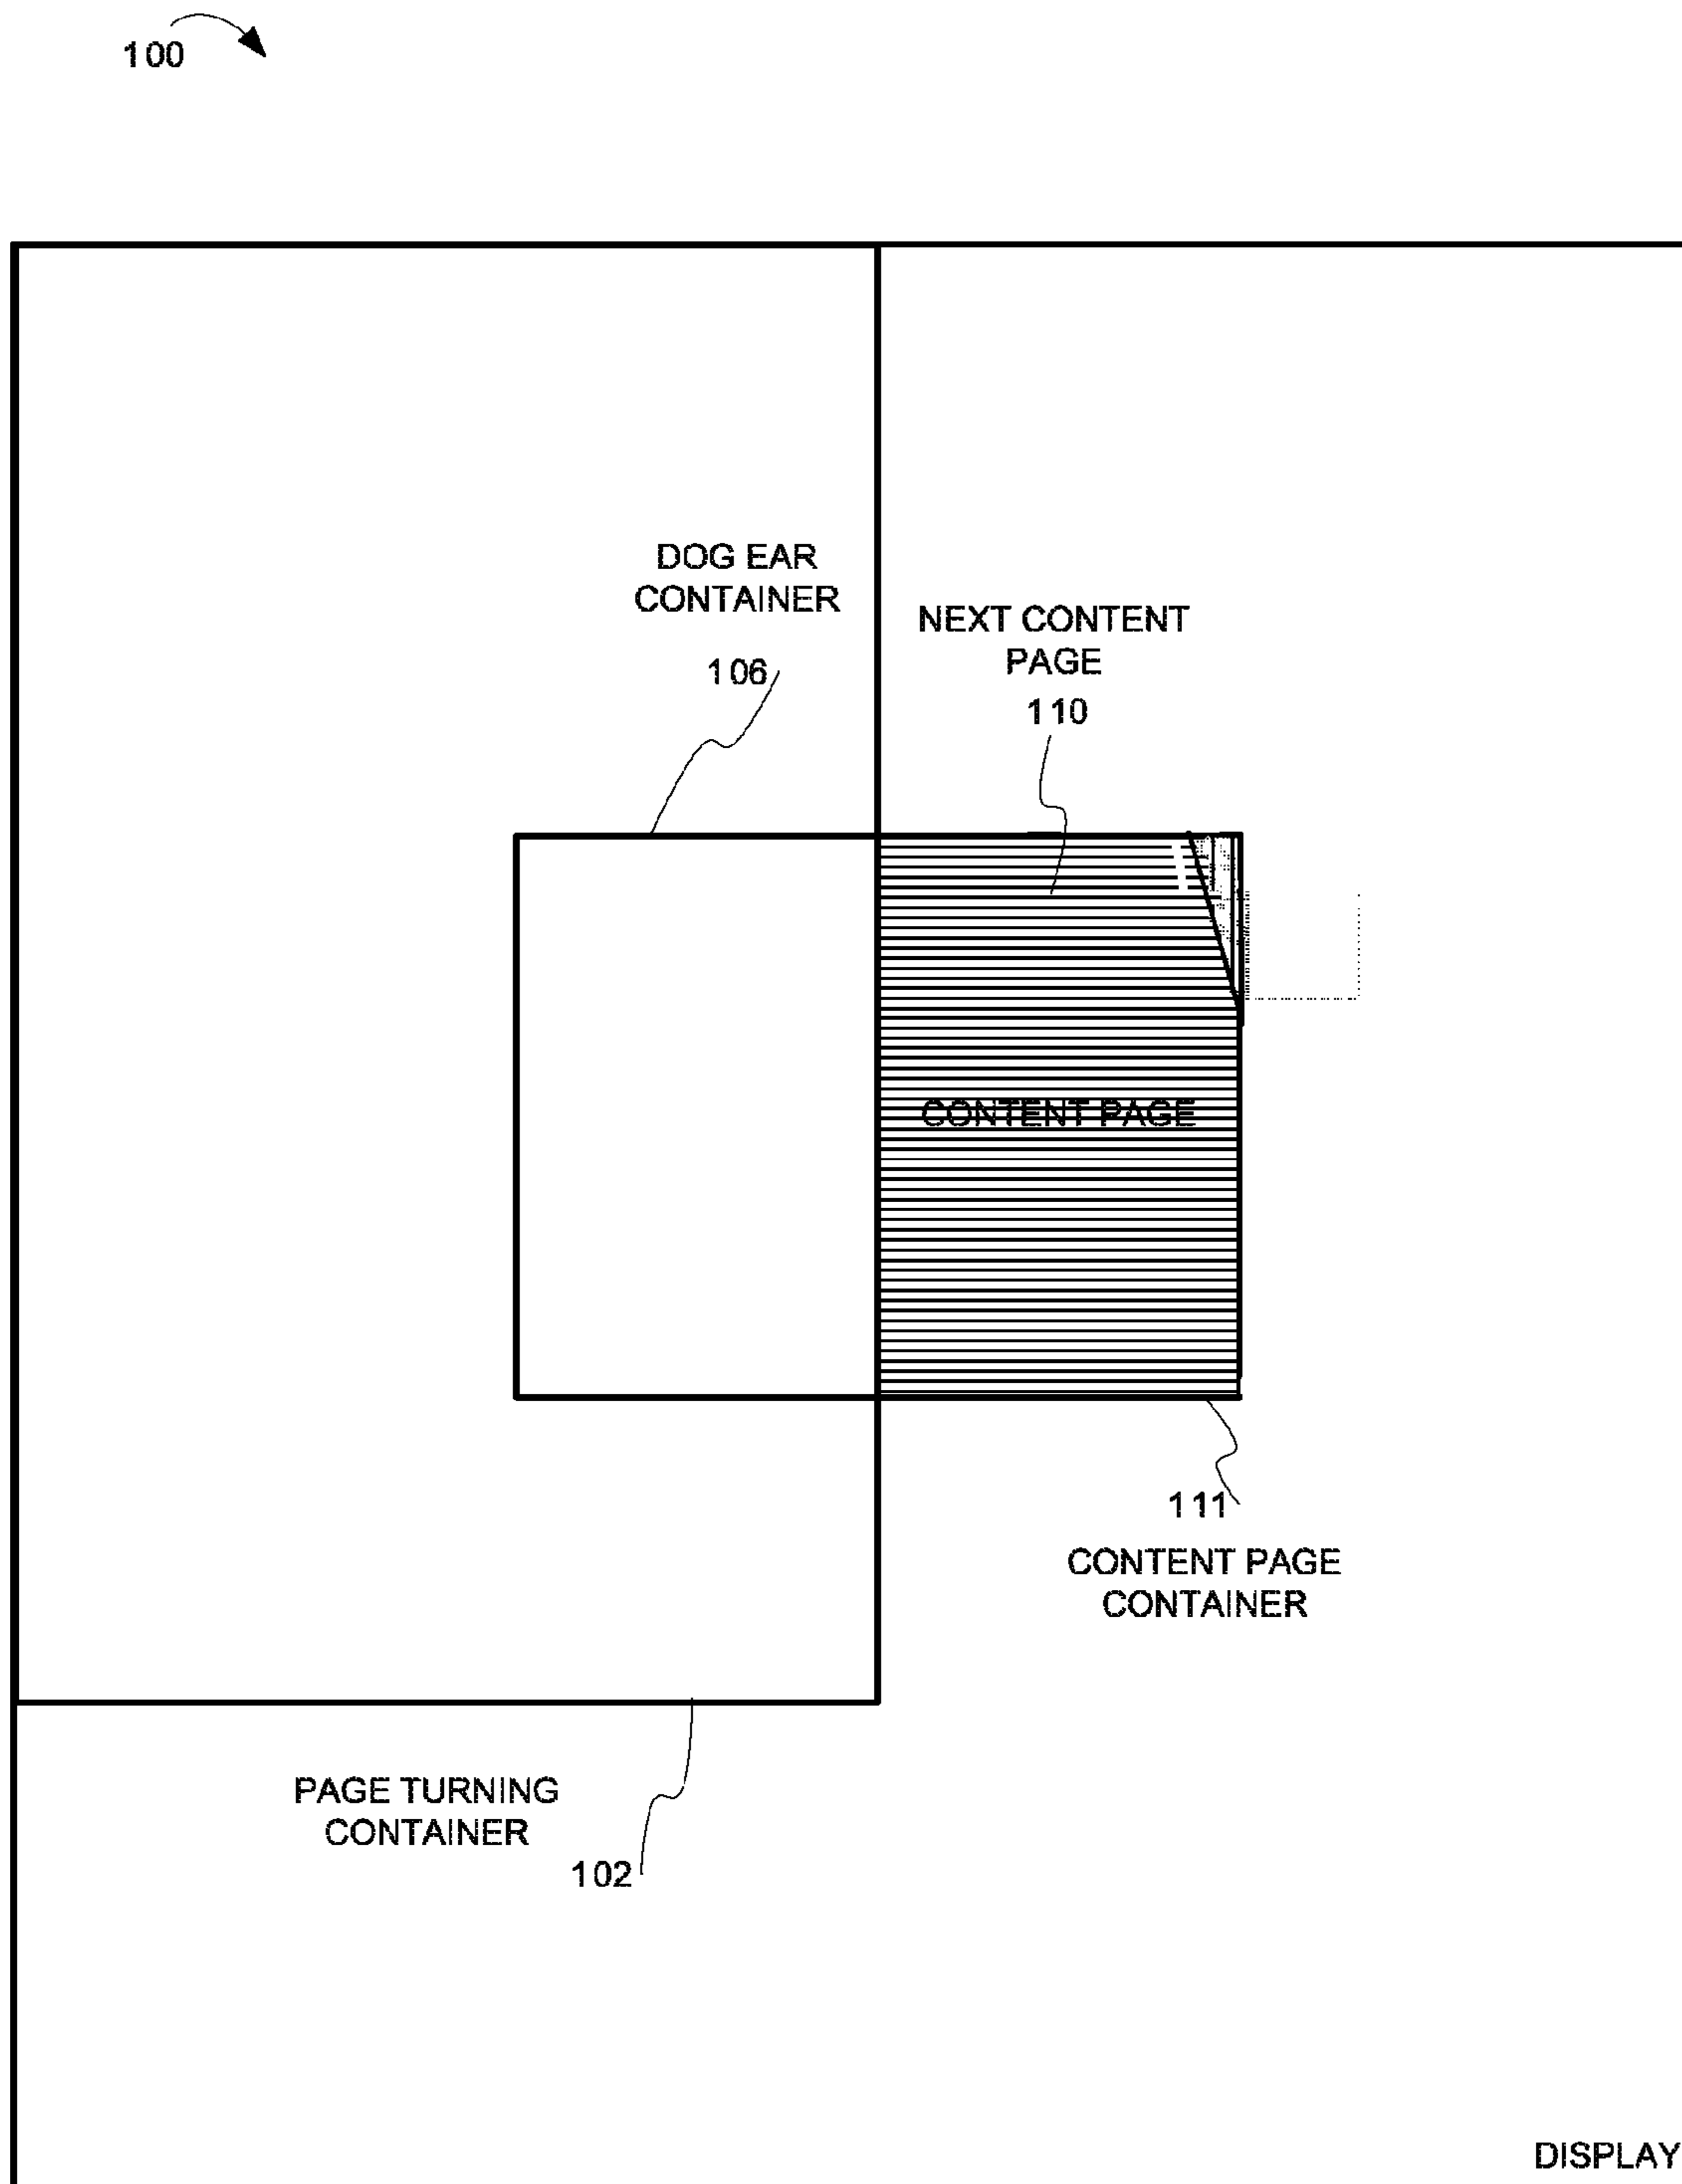 100
DOG EAR
CONTAINER
106
NEXT CONTENT
PAGE
110
CONTENT PAGE
111
CONTENT PAGE
CONTAINER
PAGE TURNING
CONTAINER
102
DISPLAY